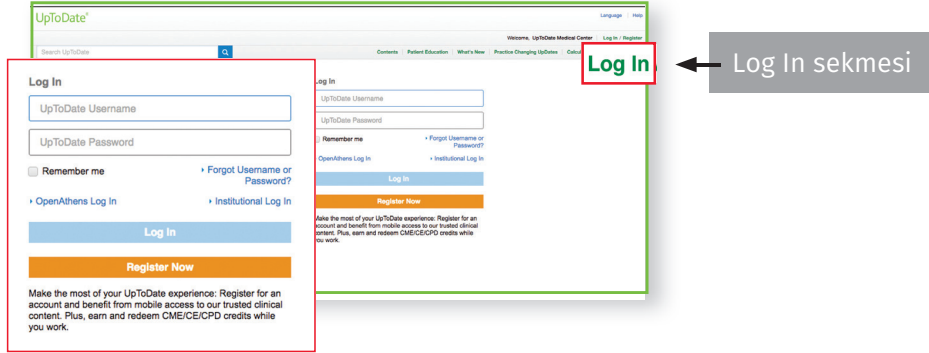 UpToDate®
Language | Help
Welcome, UpToDate Medical Center | Log In / Register
Search UpToDate
Contents | Patient Education | What's New | Practice Changing UpDates
Log In
Log In sekmesi
Log In
UpToDate Username
UpToDate Password
Remember me
Forgot Username or
Password?
OpenAthens Log In
Institutional Log In
Log In
Register Now
Make the most of your UpToDate experience: Register for an
account and benefit from mobile access to our trusted clinical
content. Plus, earn and redeem CME/CE/CPD credits while
you work.
Log In
UpToDate Username
UpToDate Password
Remember me
Forgot Username or
Password?
OpenAthens Log In
Institutional Log In
Log In
Register Now
Make the most of your UpToDate experience: Register for an
account and benefit from mobile access to our trusted clinical
content. Plus, earn and redeem CME/CE/CPD credits while
you work.